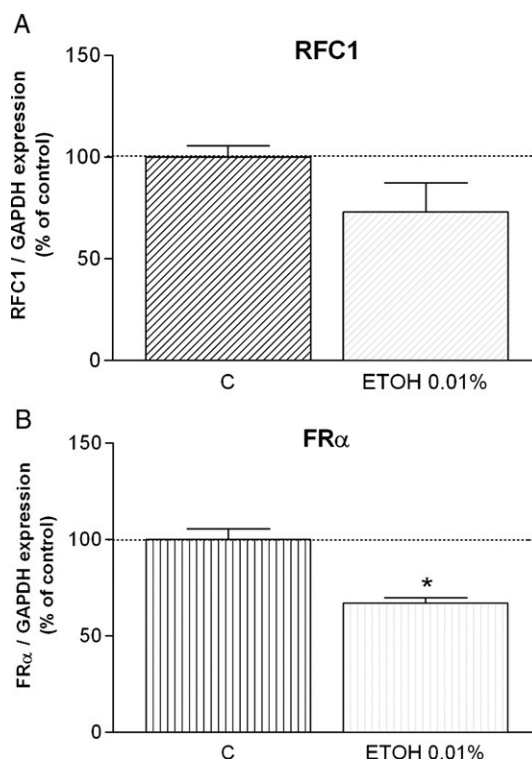 A
RFC1
RFC1 / GAPDH expression
(% of control)
150
100
50
0
C
ETOH 0.01%
B
FRα
FRα / GAPDH expression
(% of control)
150
100
50
0
*
C
ETOH 0.01%